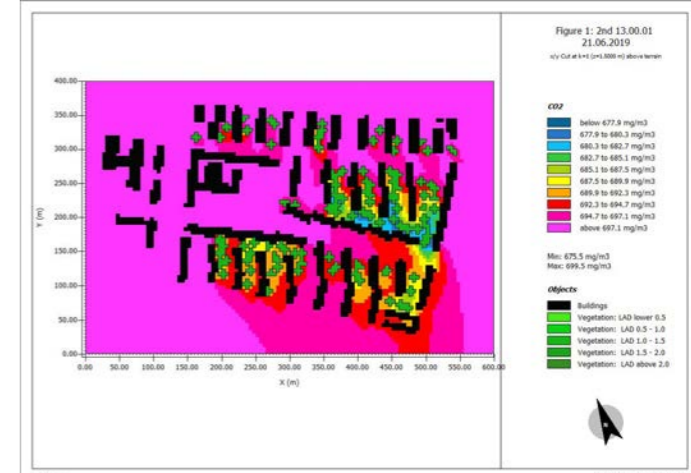 Figure 1: 2nd 13.00.01
21.06.2019
x/y Cut at k=1 (z=1.5000 m) above terrain
400.00
350.00
300.00
250.00
200.00
150.00
100.00
50.00
0.00
Y (m)
0.00 50.00 100.00 150.00 200.00 250.00 300.00 350.00 400.00 450.00 500.00 550.00 600.00
X (m)
CO2
below 677.9 mg/m3
677.9 to 680.3 mg/m3
680.3 to 682.7 mg/m3
682.7 to 685.1 mg/m3
685.1 to 687.5 mg/m3
687.5 to 689.9 mg/m3
689.9 to 692.3 mg/m3
692.3 to 694.7 mg/m3
694.7 to 697.1 mg/m3
above 697.1 mg/m3
Min: 675.5 mg/m3
Max: 699.5 mg/m3
Objects
Buildings
Vegetation: LAD lower 0.5
Vegetation: LAD 0.5 - 1.0
Vegetation: LAD 1.0 - 1.5
Vegetation: LAD 1.5 - 2.0
Vegetation: LAD above 2.0